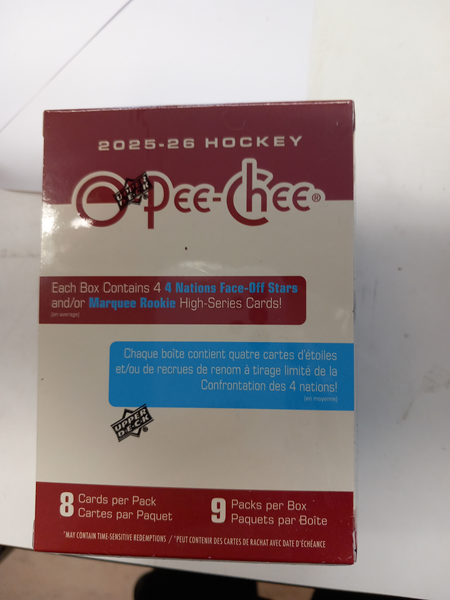 2025-26 HOCKEY
UPPER DECK
O-Pee-Chee®
Each Box Contains 4 4 Nations Face-Off Stars
and/or Marquee Rookie High-Series Cards!
(on average)
Chaque boîte contient quatre cartes d'étoiles
et/ou de recrues de renom à tirage limité de la
Confrontation des 4 nations!
(en moyenne)
UPPER
DECK®
8 Cards per Pack
Cartes par Paquet
9 Packs per Box
Paquets par Boîte
*MAY CONTAIN TIME-SENSITIVE REDEMPTIONS / *PEUT CONTENIR DES CARTES DE RACHAT AVEC DATE D'ÉCHÉANCE